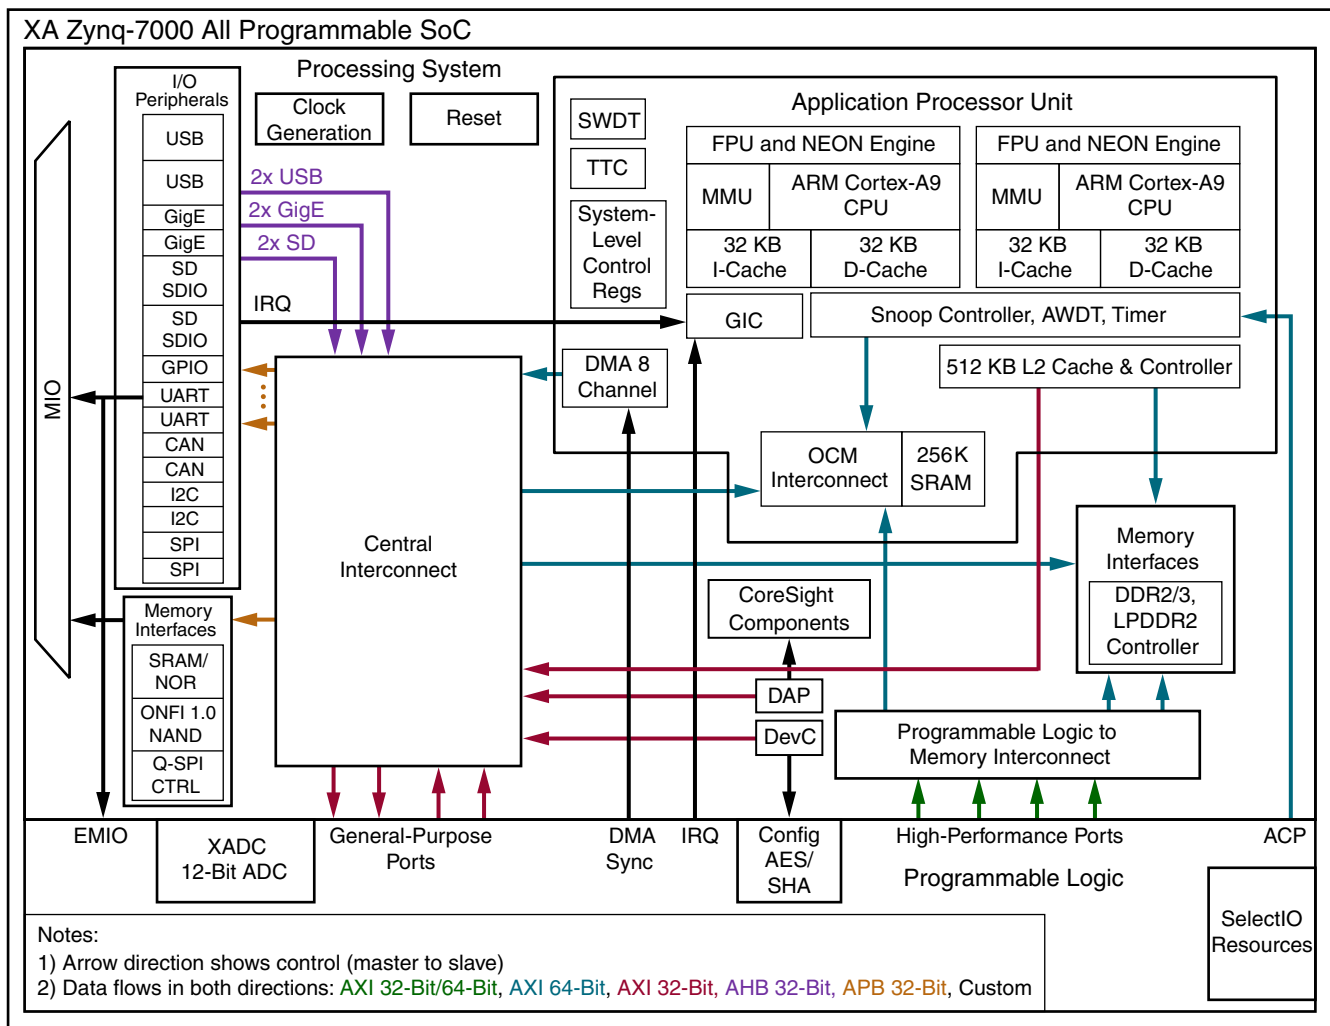 XA Zynq-7000 All Programmable SoC
Processing System
I/O
Peripherals
USB
USB
GigE
GigE
SD
SDIO
SD
SDIO
GPIO
UART
UART
CAN
CAN
I2C
I2C
SPI
SPI
MIO
Clock
Generation
Reset
2x USB
2x GigE
2x SD
IRQ
Application Processor Unit
SWDT
TTC
System-
Level
Control
Regs
FPU and NEON Engine
MMU
ARM Cortex-A9
CPU
32 KB
I-Cache
32 KB
D-Cache
FPU and NEON Engine
MMU
ARM Cortex-A9
CPU
32 KB
I-Cache
32 KB
D-Cache
GIC
Snoop Controller, AWDT, Timer
DMA 8
Channel
512 KB L2 Cache & Controller
OCM
Interconnect
256K
SRAM
Central
Interconnect
Memory
Interfaces
DDR2/3,
LPDDR2
Controller
CoreSight
Components
DAP
DevC
Programmable Logic to
Memory Interconnect
Memory
Interfaces
SRAM/
NOR
ONFI 1.0
NAND
Q-SPI
CTRL
EMIO
XADC
12-Bit ADC
General-Purpose
Ports
DMA
Sync
IRQ
Config
AES/
SHA
High-Performance Ports
ACP
Programmable Logic
SelectIO
Resources
Notes:
1) Arrow direction shows control (master to slave)
2) Data flows in both directions: AXI 32-Bit/64-Bit, AXI 64-Bit, AXI 32-Bit, AHB 32-Bit, APB 32-Bit, Custom